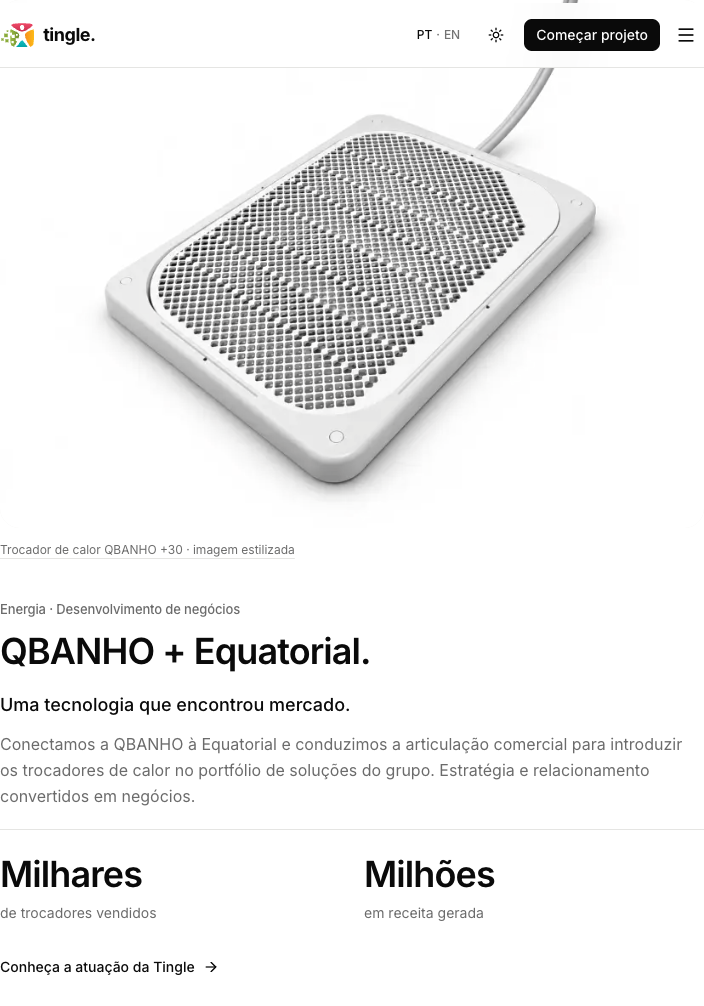 tingle.
PT · EN
Começar projeto
Trocador de calor QBANHO +30 · imagem estilizada
Energia · Desenvolvimento de negócios
QBANHO + Equatorial.
Uma tecnologia que encontrou mercado.
Conectamos a QBANHO à Equatorial e conduzimos a articulação comercial para introduzir
os trocadores de calor no portfólio de soluções do grupo. Estratégia e relacionamento
convertidos em negócios.
Milhares
de trocadores vendidos
Milhões
em receita gerada
Conheça a atuação da Tingle →